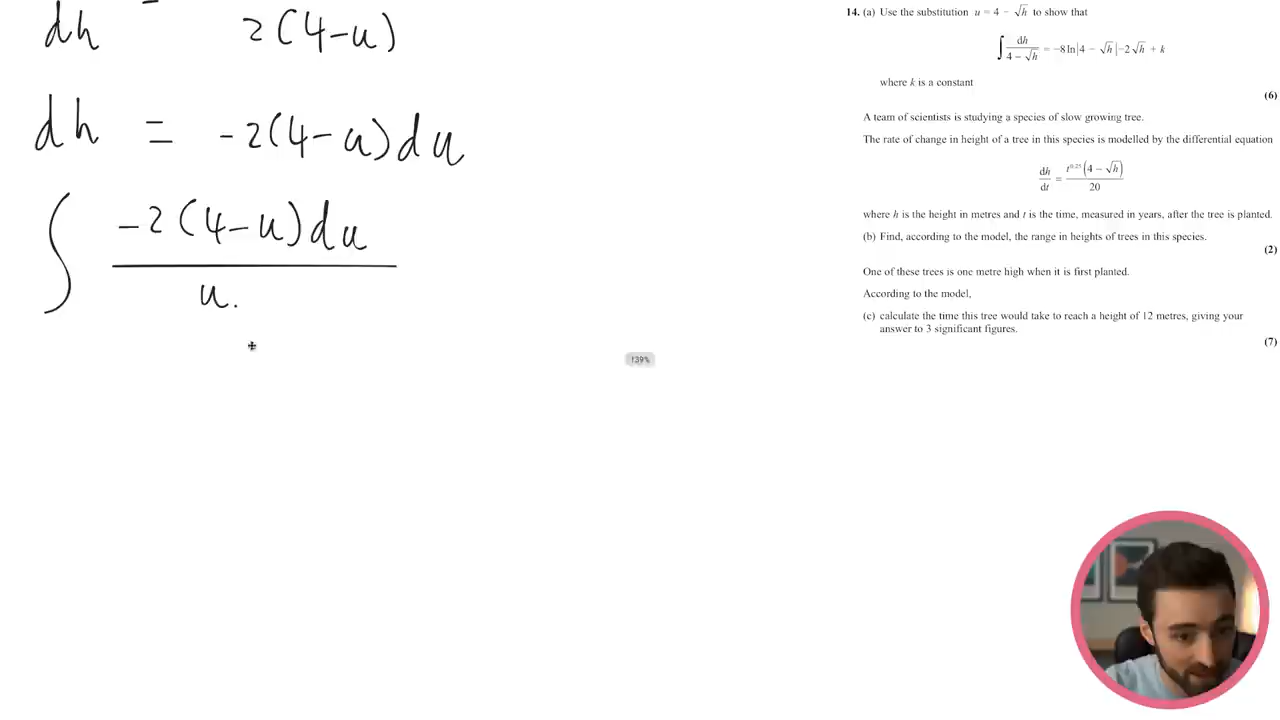 dh = 2(4-u)
dh = -2(4-u)du
∫ -2(4-u)du
u.
14. (a) Use the substitution u = 4 − √h to show that
∫ dh / 4 − √h = −8 ln|4 − √h| −2√h + k
where k is a constant
(6)
A team of scientists is studying a species of slow growing tree.
The rate of change in height of a tree in this species is modelled by the differential equation
dh/dt = t^0.25 (4 − √h) / 20
where h is the height in metres and t is the time, measured in years, after the tree is planted.
(b) Find, according to the model, the range in heights of trees in this species.
(2)
One of these trees is one metre high when it is first planted.
According to the model,
(c) calculate the time this tree would take to reach a height of 12 metres, giving your
answer to 3 significant figures.
(7)
139%